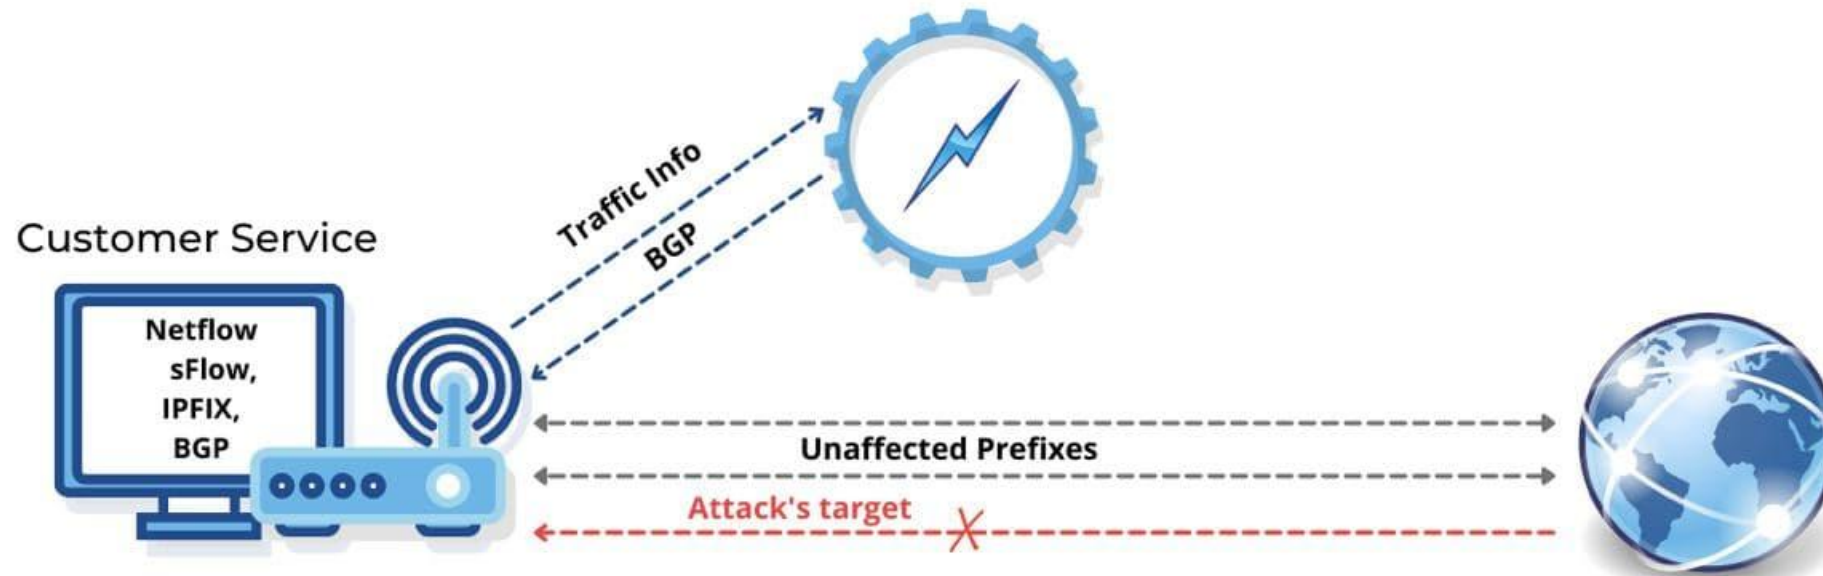 Traffic Info
BGP
Customer Service
Netflow
sFlow,
IPFIX,
BGP
Unaffected Prefixes
Attack's target